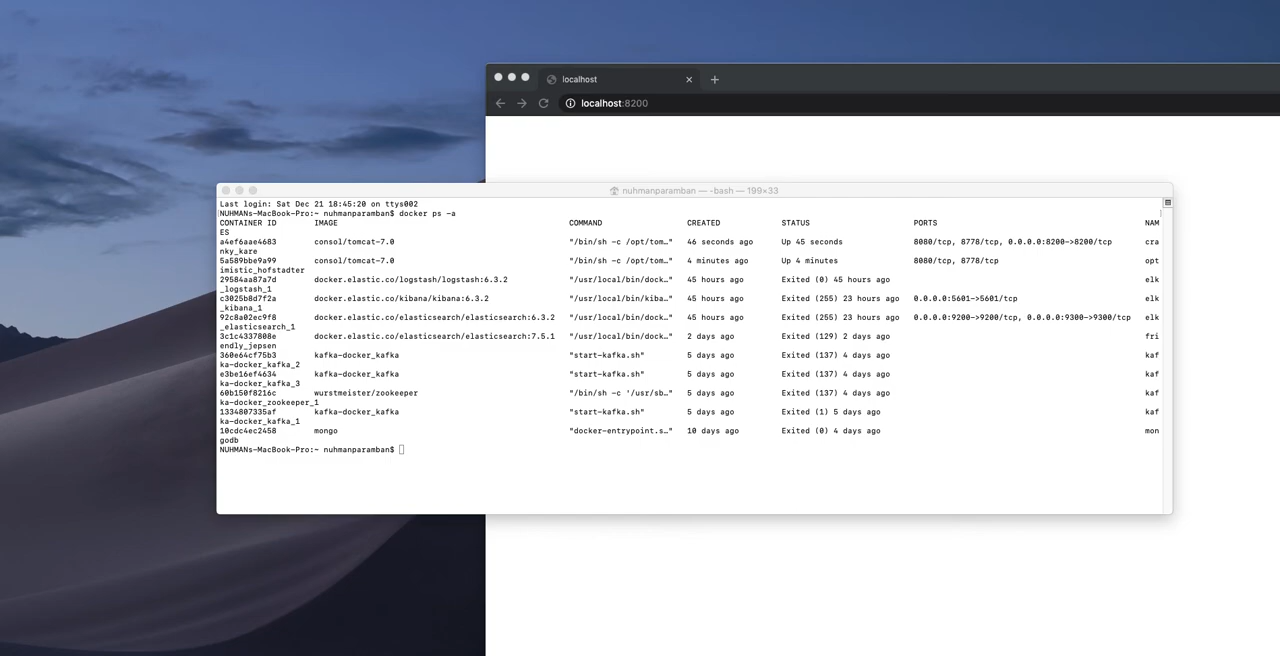 localhost
localhost:8200
nuhmanparamban — -bash — 199×33
Last login: Sat Dec 21 18:45:20 on ttys002
NUHMANs-MacBook-Pro:~ nuhmanparamban$ docker ps -a
CONTAINER ID IMAGE COMMAND CREATED STATUS PORTS NAM
ES
a4ef6aae4683 consol/tomcat-7.0 "/bin/sh -c /opt/tom…" 46 seconds ago Up 45 seconds 8080/tcp, 8778/tcp, 0.0.0.0:8200->8200/tcp cra
nky_kare
5a589bbe9a99 consol/tomcat-7.0 "/bin/sh -c /opt/tom…" 4 minutes ago Up 4 minutes 8080/tcp, 8778/tcp opt
imistic_hofstadter
29584aa87a7d docker.elastic.co/logstash/logstash:6.3.2 "/usr/local/bin/dock…" 45 hours ago Exited (0) 45 hours ago elk
_logstash_1
c3025b8d7f2a docker.elastic.co/kibana/kibana:6.3.2 "/usr/local/bin/kiba…" 45 hours ago Exited (255) 23 hours ago 0.0.0.0:5601->5601/tcp elk
_kibana_1
92c8a02ec9f8 docker.elastic.co/elasticsearch/elasticsearch:6.3.2 "/usr/local/bin/dock…" 45 hours ago Exited (255) 23 hours ago 0.0.0.0:9200->9200/tcp, 0.0.0.0:9300->9300/tcp elk
_elasticsearch_1
3c1c4337808e docker.elastic.co/elasticsearch/elasticsearch:7.5.1 "/usr/local/bin/dock…" 2 days ago Exited (129) 2 days ago fri
endly_jepsen
360e64cf75b3 kafka-docker_kafka "start-kafka.sh" 5 days ago Exited (137) 4 days ago kaf
ka-docker_kafka_2
e3be16ef4634 kafka-docker_kafka "start-kafka.sh" 5 days ago Exited (137) 4 days ago kaf
ka-docker_kafka_3
60b150f8216c wurstmeister/zookeeper "/bin/sh -c '/usr/sb…" 5 days ago Exited (137) 4 days ago kaf
ka-docker_zookeeper_1
1334807335af kafka-docker_kafka "start-kafka.sh" 5 days ago Exited (1) 5 days ago kaf
ka-docker_kafka_1
10cdc4ec2458 mongo "docker-entrypoint.s…" 10 days ago Exited (0) 4 days ago mon
godb
NUHMANs-MacBook-Pro:~ nuhmanparamban$